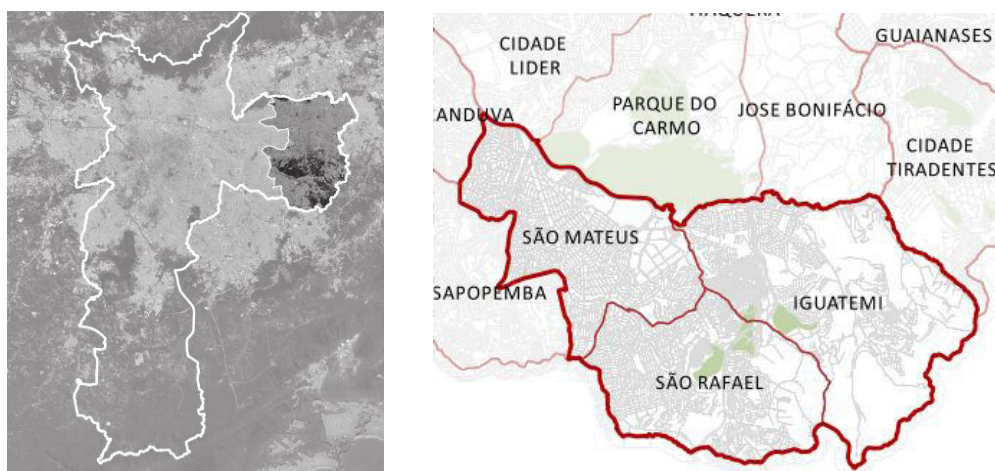 GUAIANASES
CIDADE
LIDER
PARQUE DO
CARMO
JOSE BONIFÁCIO
CIDADE
TIRADENTES
SÃO MATEUS
SAPOPEMBA
IGUATEMI
SÃO RAFAEL